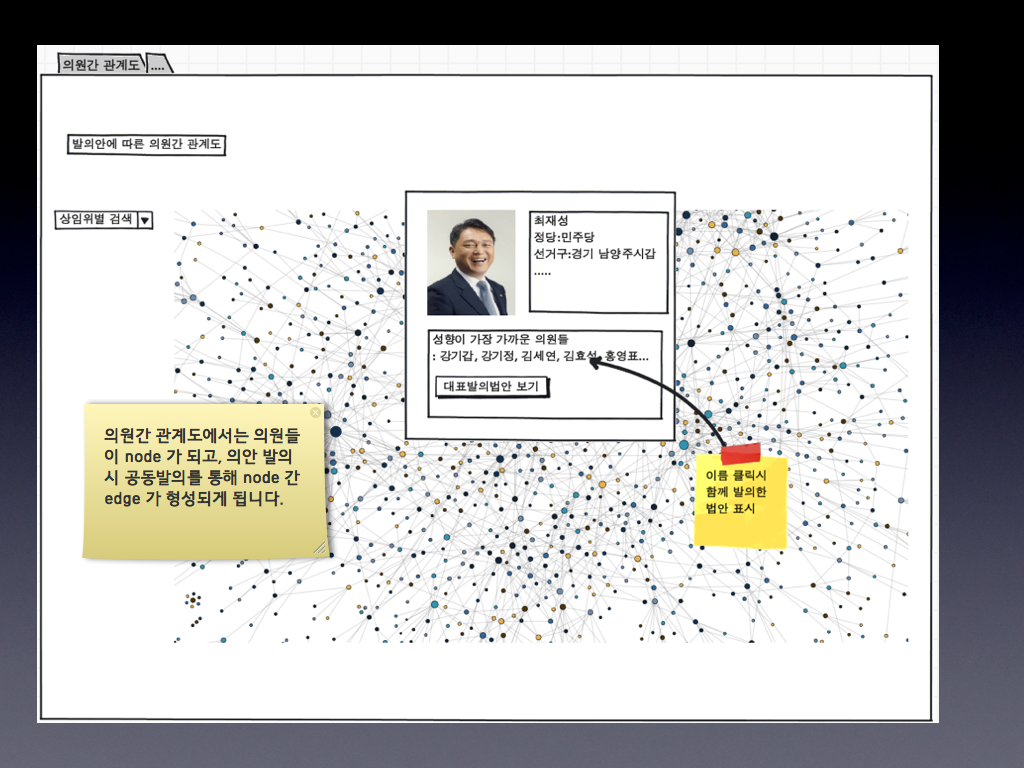 의원간 관계도
....
발의안에 따른 의원간 관계도
상임위별 검색
최재성
정당:민주당
선거구:경기 남양주시갑
.....
성향이 가장 가까운 의원들
: 강기갑, 강기정, 김세연, 김효석, 홍영표...
대표발의법안 보기
의원간 관계도에서는 의원들
이 node 가 되고, 의안 발의
시 공동발의를 통해 node 간
edge 가 형성되게 됩니다.
이름 클릭시
함께 발의한
법안 표시